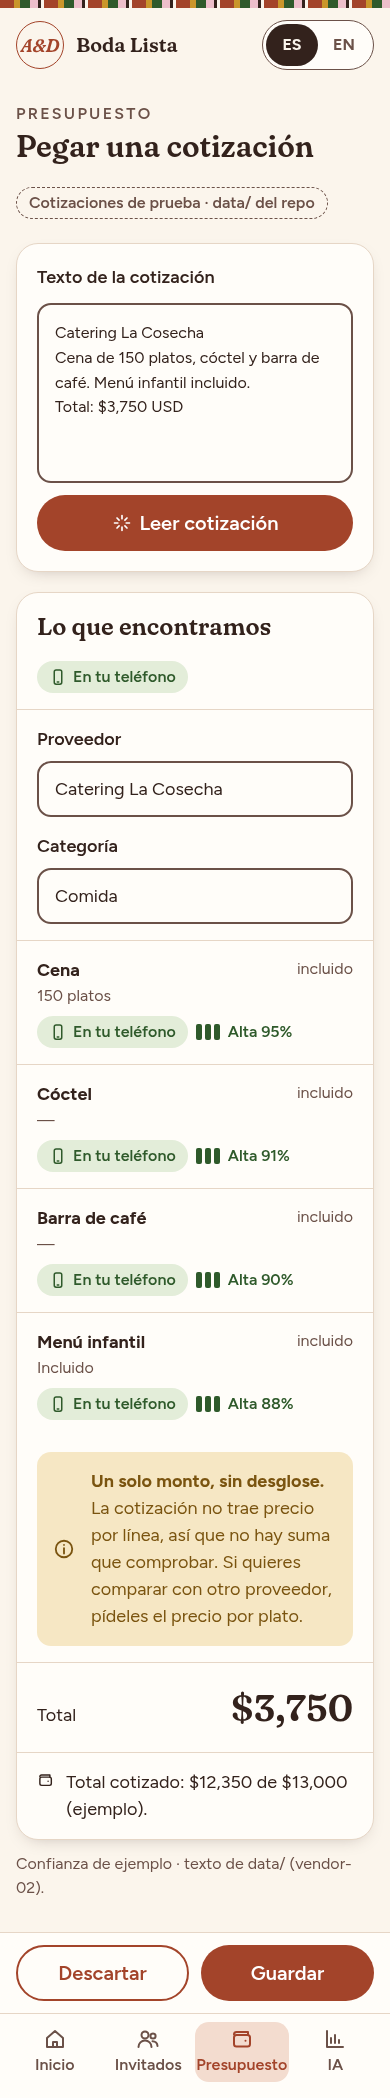 A&D Boda Lista ES EN
PRESUPUESTO
Pegar una cotización
Cotizaciones de prueba · data/ del repo
Texto de la cotización
Catering La Cosecha
Cena de 150 platos, cóctel y barra de
café. Menú infantil incluido.
Total: $3,750 USD
Leer cotización
Lo que encontramos
En tu teléfono
Proveedor
Catering La Cosecha
Categoría
Comida
Cena incluido
150 platos
En tu teléfono Alta 95%
Cóctel incluido
—
En tu teléfono Alta 91%
Barra de café incluido
—
En tu teléfono Alta 90%
Menú infantil incluido
Incluido
En tu teléfono Alta 88%
Un solo monto, sin desglose.
La cotización no trae precio
por línea, así que no hay suma
que comprobar. Si quieres
comparar con otro proveedor,
pídeles el precio por plato.
Total $3,750
Total cotizado: $12,350 de $13,000
(ejemplo).
Confianza de ejemplo · texto de data/ (vendor-
02).
Descartar Guardar
Inicio Invitados Presupuesto IA